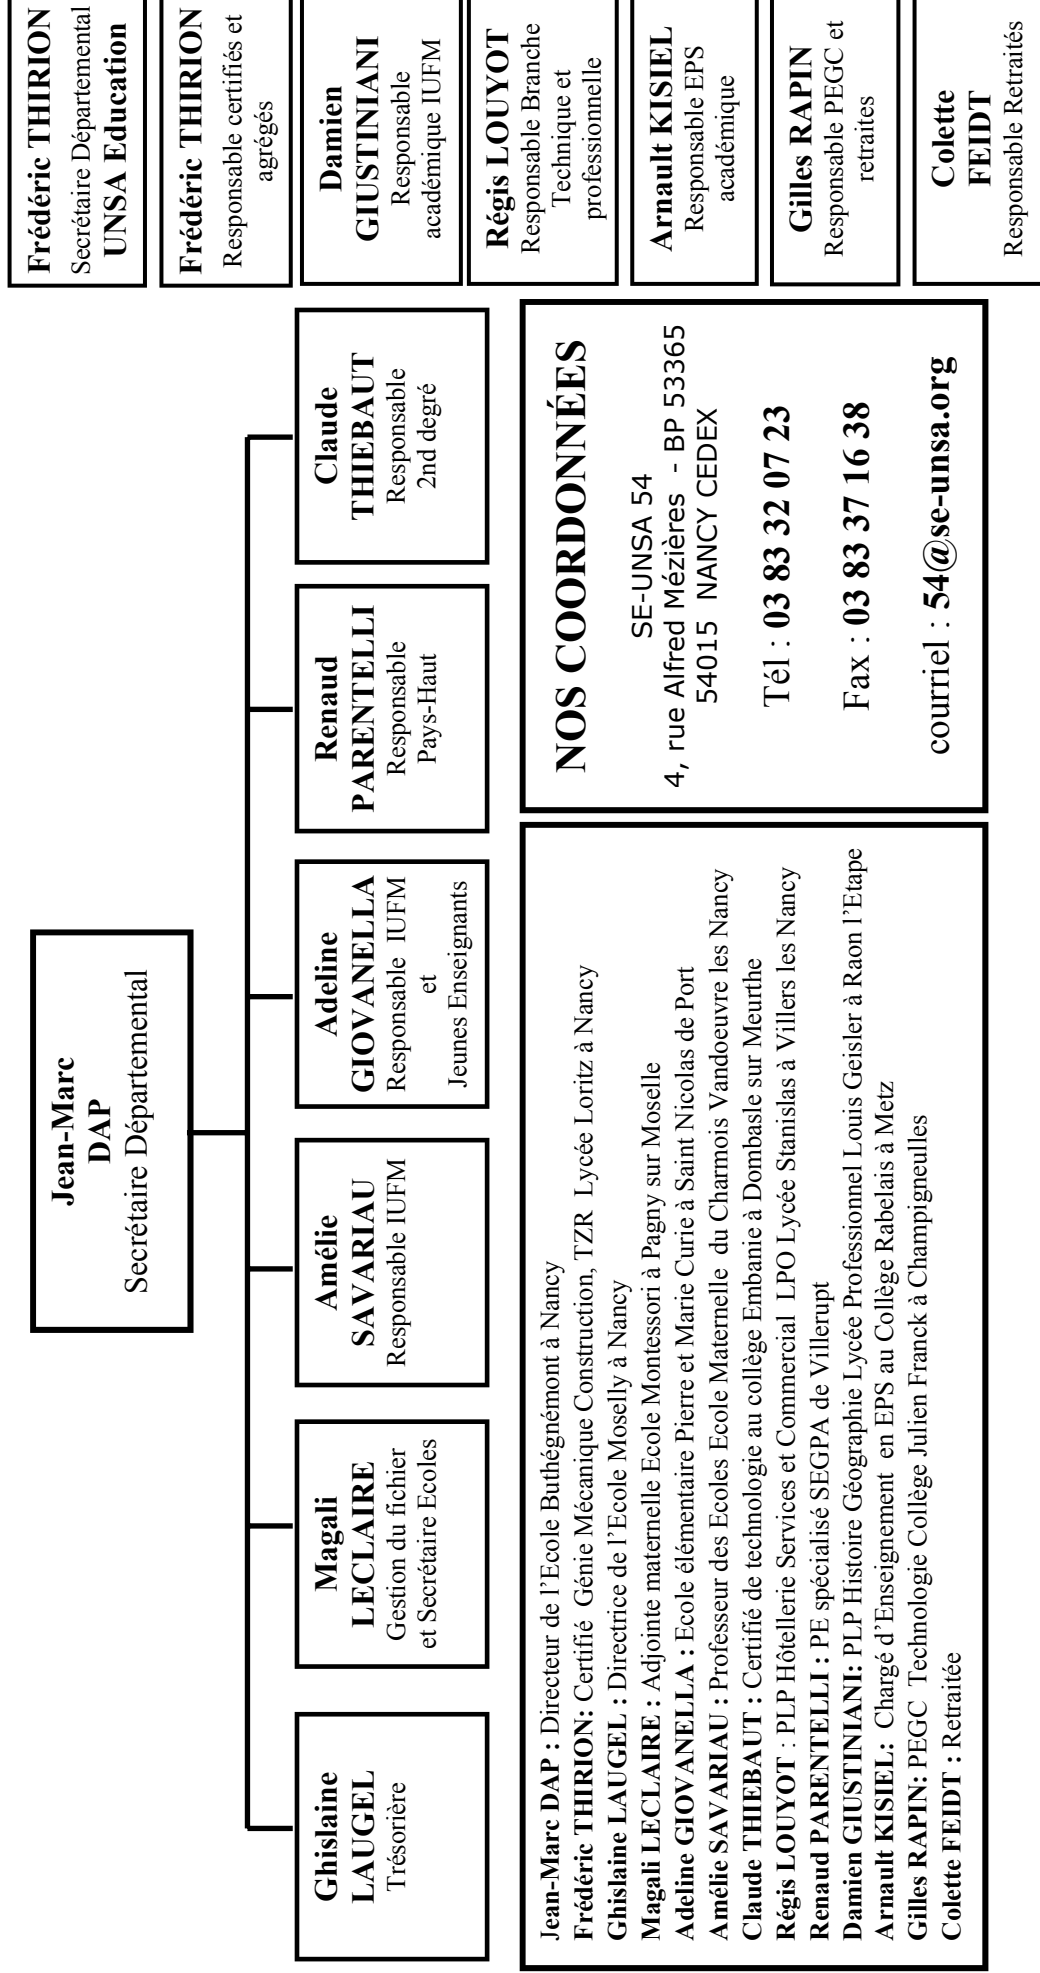 Jean-Marc
DAP
Secrétaire Départemental
Ghislaine
LAUGEL
Trésorière
Magali
LECLAIRE
Gestion du fichier
et Secrétaire Ecoles
Amélie
SAVARIAU
Responsable IUFM
Adeline
GIOVANELLA
Responsable IUFM
et
Jeunes Enseignants
Renaud
PARENTELLI
Responsable
Pays-Haut
Claude
THIEBAUT
Responsable
2nd degré
Frédéric THIRION
Secrétaire Départemental
UNSA Education
Frédéric THIRION
Responsable certifiés et
agrégés
Damien
GIUSTINIANI
Responsable
académique IUFM
Régis LOUYOT
Responsable Branche
Technique et
professionnelle
Arnault KISIEL
Responsable EPS
académique
Gilles RAPIN
Responsable PEGC et
retraites
Colette
FEIDT
Responsable Retraités
Jean-Marc DAP : Directeur de l'Ecole Buthégnémont à Nancy
Frédéric THIRION: Certifié Génie Mécanique Construction, TZR Lycée Loritz à Nancy
Ghislaine LAUGEL : Directrice de l'Ecole Moselly à Nancy
Magali LECLAIRE : Adjointe maternelle Ecole Montessori à Pagny sur Moselle
Adeline GIOVANELLA : Ecole élémentaire Pierre et Marie Curie à Saint Nicolas de Port
Amélie SAVARIAU : Professeur des Ecoles Ecole Maternelle du Charmois Vandoeuvre les Nancy
Claude THIEBAUT : Certifié de technologie au collège Embanie à Dombasle sur Meurthe
Régis LOUYOT : PLP Hôtellerie Services et Commercial LPO Lycée Stanislas à Villers les Nancy
Renaud PARENTELLI : PE spécialisé SEGPA de Villerupt
Damien GIUSTINIANI: PLP Histoire Géographie Lycée Professionnel Louis Geisler à Raon l'Etape
Arnault KISIEL: Chargé d'Enseignement en EPS au Collège Rabelais à Metz
Gilles RAPIN: PEGC Technologie Collège Julien Franck à Champigneulles
Colette FEIDT : Retraitée
NOS COORDONNÉES
SE-UNSA 54
4, rue Alfred Mézières - BP 53365
54015 NANCY CEDEX
Tél : 03 83 32 07 23
Fax : 03 83 37 16 38
courriel : 54@se-unsa.org